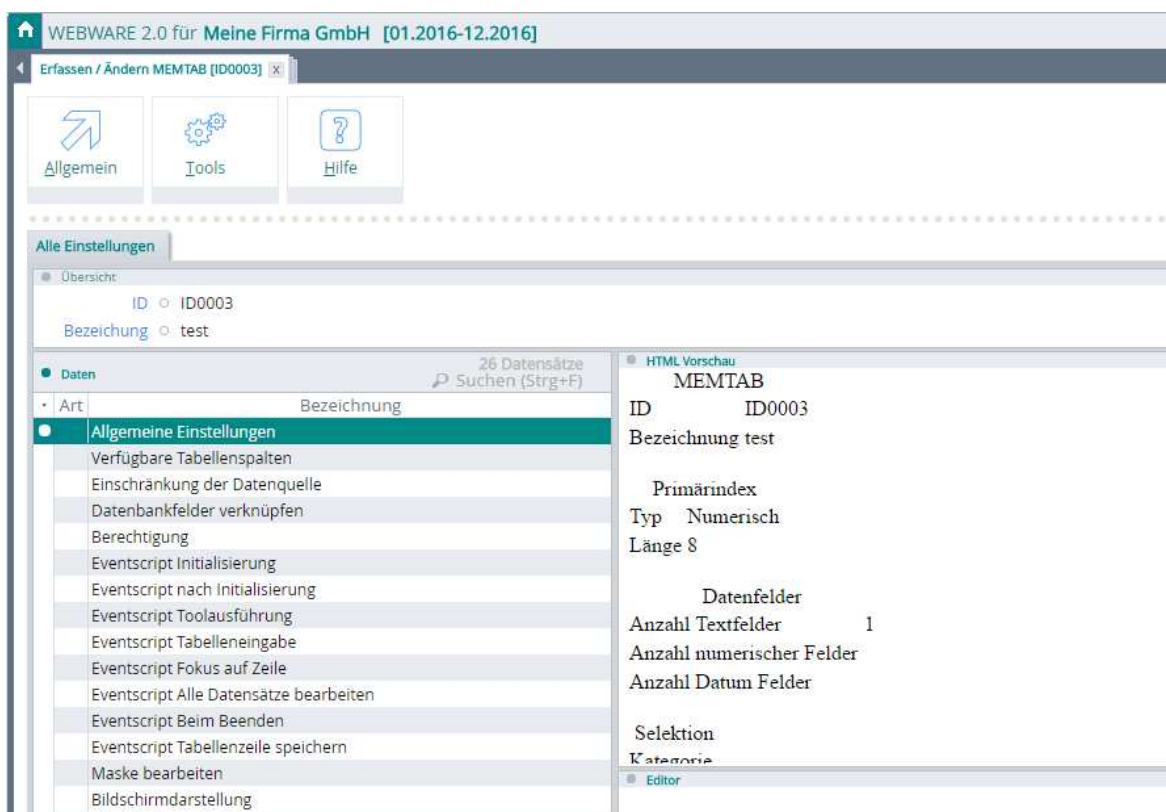 WEBWARE 2.0 für Meine Firma GmbH [01.2016-12.2016]
Erfassen / Ändern MEMTAB [ID0003] x
Allgemein Tools Hilfe
Alle Einstellungen
Übersicht
ID ID0003
Bezeichung test
Daten
26 Datensätze
Suchen (Strg+F)
Art Bezeichnung
Allgemeine Einstellungen
Verfügbare Tabellenspalten
Einschränkung der Datenquelle
Datenbankfelder verknüpfen
Berechtigung
Eventscript Initialisierung
Eventscript nach Initialisierung
Eventscript Toolausführung
Eventscript Tabelleneingabe
Eventscript Fokus auf Zeile
Eventscript Alle Datensätze bearbeiten
Eventscript Beim Beenden
Eventscript Tabellenzeile speichern
Maske bearbeiten
Bildschirmdarstellung
HTML Vorschau
MEMTAB
ID ID0003
Bezeichnung test
Primärindex
Typ Numerisch
Länge 8
Datenfelder
Anzahl Textfelder 1
Anzahl numerischer Felder
Anzahl Datum Felder
Selektion
Kategorie
Editor